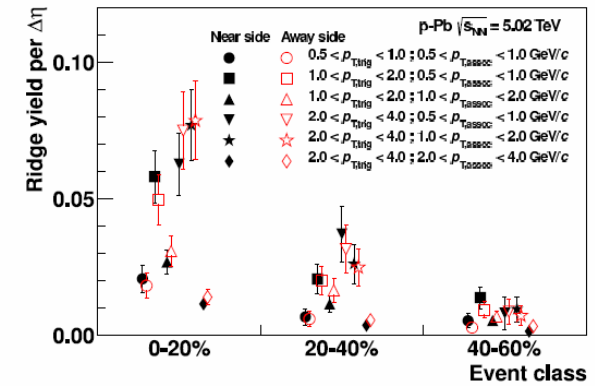 p-Pb √sNN = 5.02 TeV
Near side Away side
0.5 < pT,trig < 1.0 ; 0.5 < pT,assoc < 1.0 GeV/c
1.0 < pT,trig < 2.0 ; 0.5 < pT,assoc < 1.0 GeV/c
1.0 < pT,trig < 2.0 ; 1.0 < pT,assoc < 2.0 GeV/c
2.0 < pT,trig < 4.0 ; 0.5 < pT,assoc < 1.0 GeV/c
2.0 < pT,trig < 4.0 ; 1.0 < pT,assoc < 2.0 GeV/c
2.0 < pT,trig < 4.0 ; 2.0 < pT,assoc < 4.0 GeV/c
Ridge yield per Δη
0.10
0.05
0.00
0-20% 20-40% 40-60%
Event class